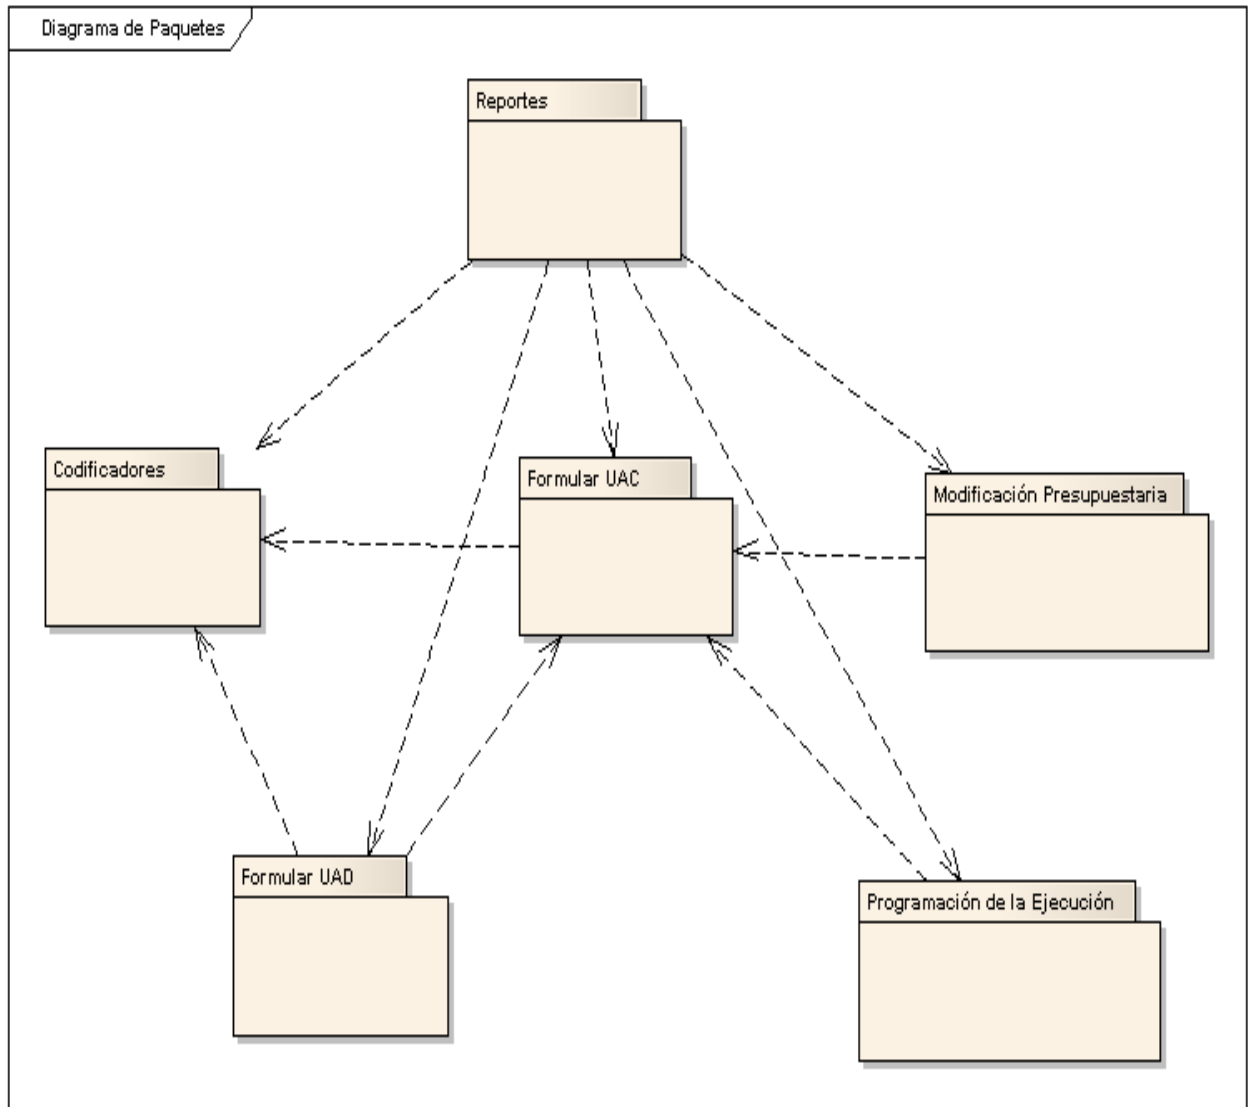 Diagrama de Paquetes
Reportes
Codificadores
Formular UAC
Modificación Presupuestaria
Formular UAD
Programación de la Ejecución